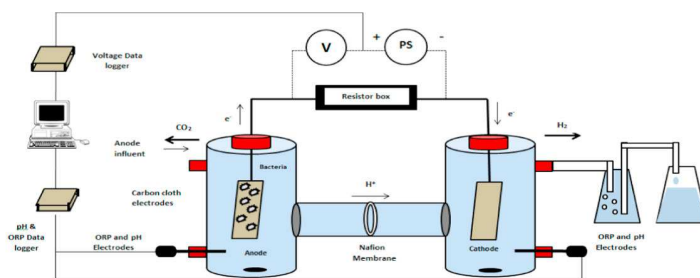 Voltage Data
logger
V
+
PS
-
Resistor box
e-
e-
CO₂
H₂
Anode
influent
Bacteria
Carbon cloth
electrodes
H⁺
pH &
ORP Data
logger
ORP and pH
Electrodes
Anode
Nafion
Membrane
Cathode
ORP and pH
Electrodes